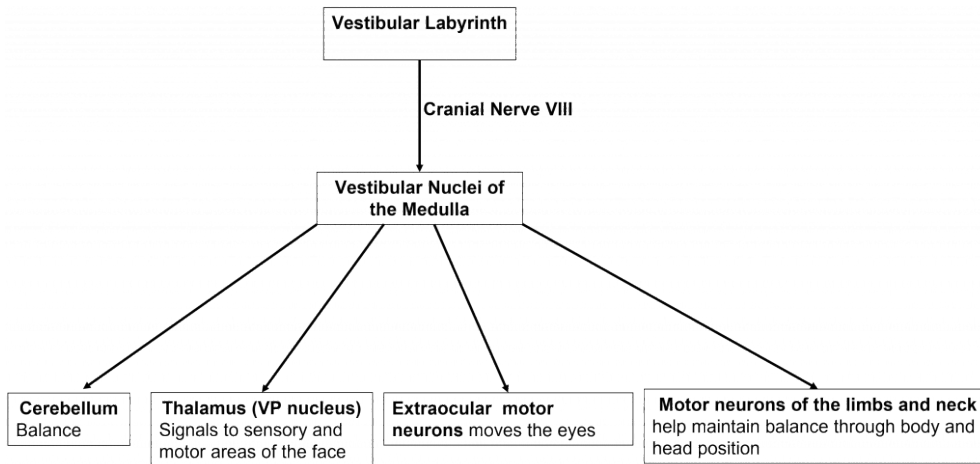 Vestibular Labyrinth
Cranial Nerve VIII
Vestibular Nuclei of
the Medulla
Cerebellum
Balance
Thalamus (VP nucleus)
Signals to sensory and
motor areas of the face
Extraocular motor
neurons moves the eyes
Motor neurons of the limbs and neck
help maintain balance through body and
head position